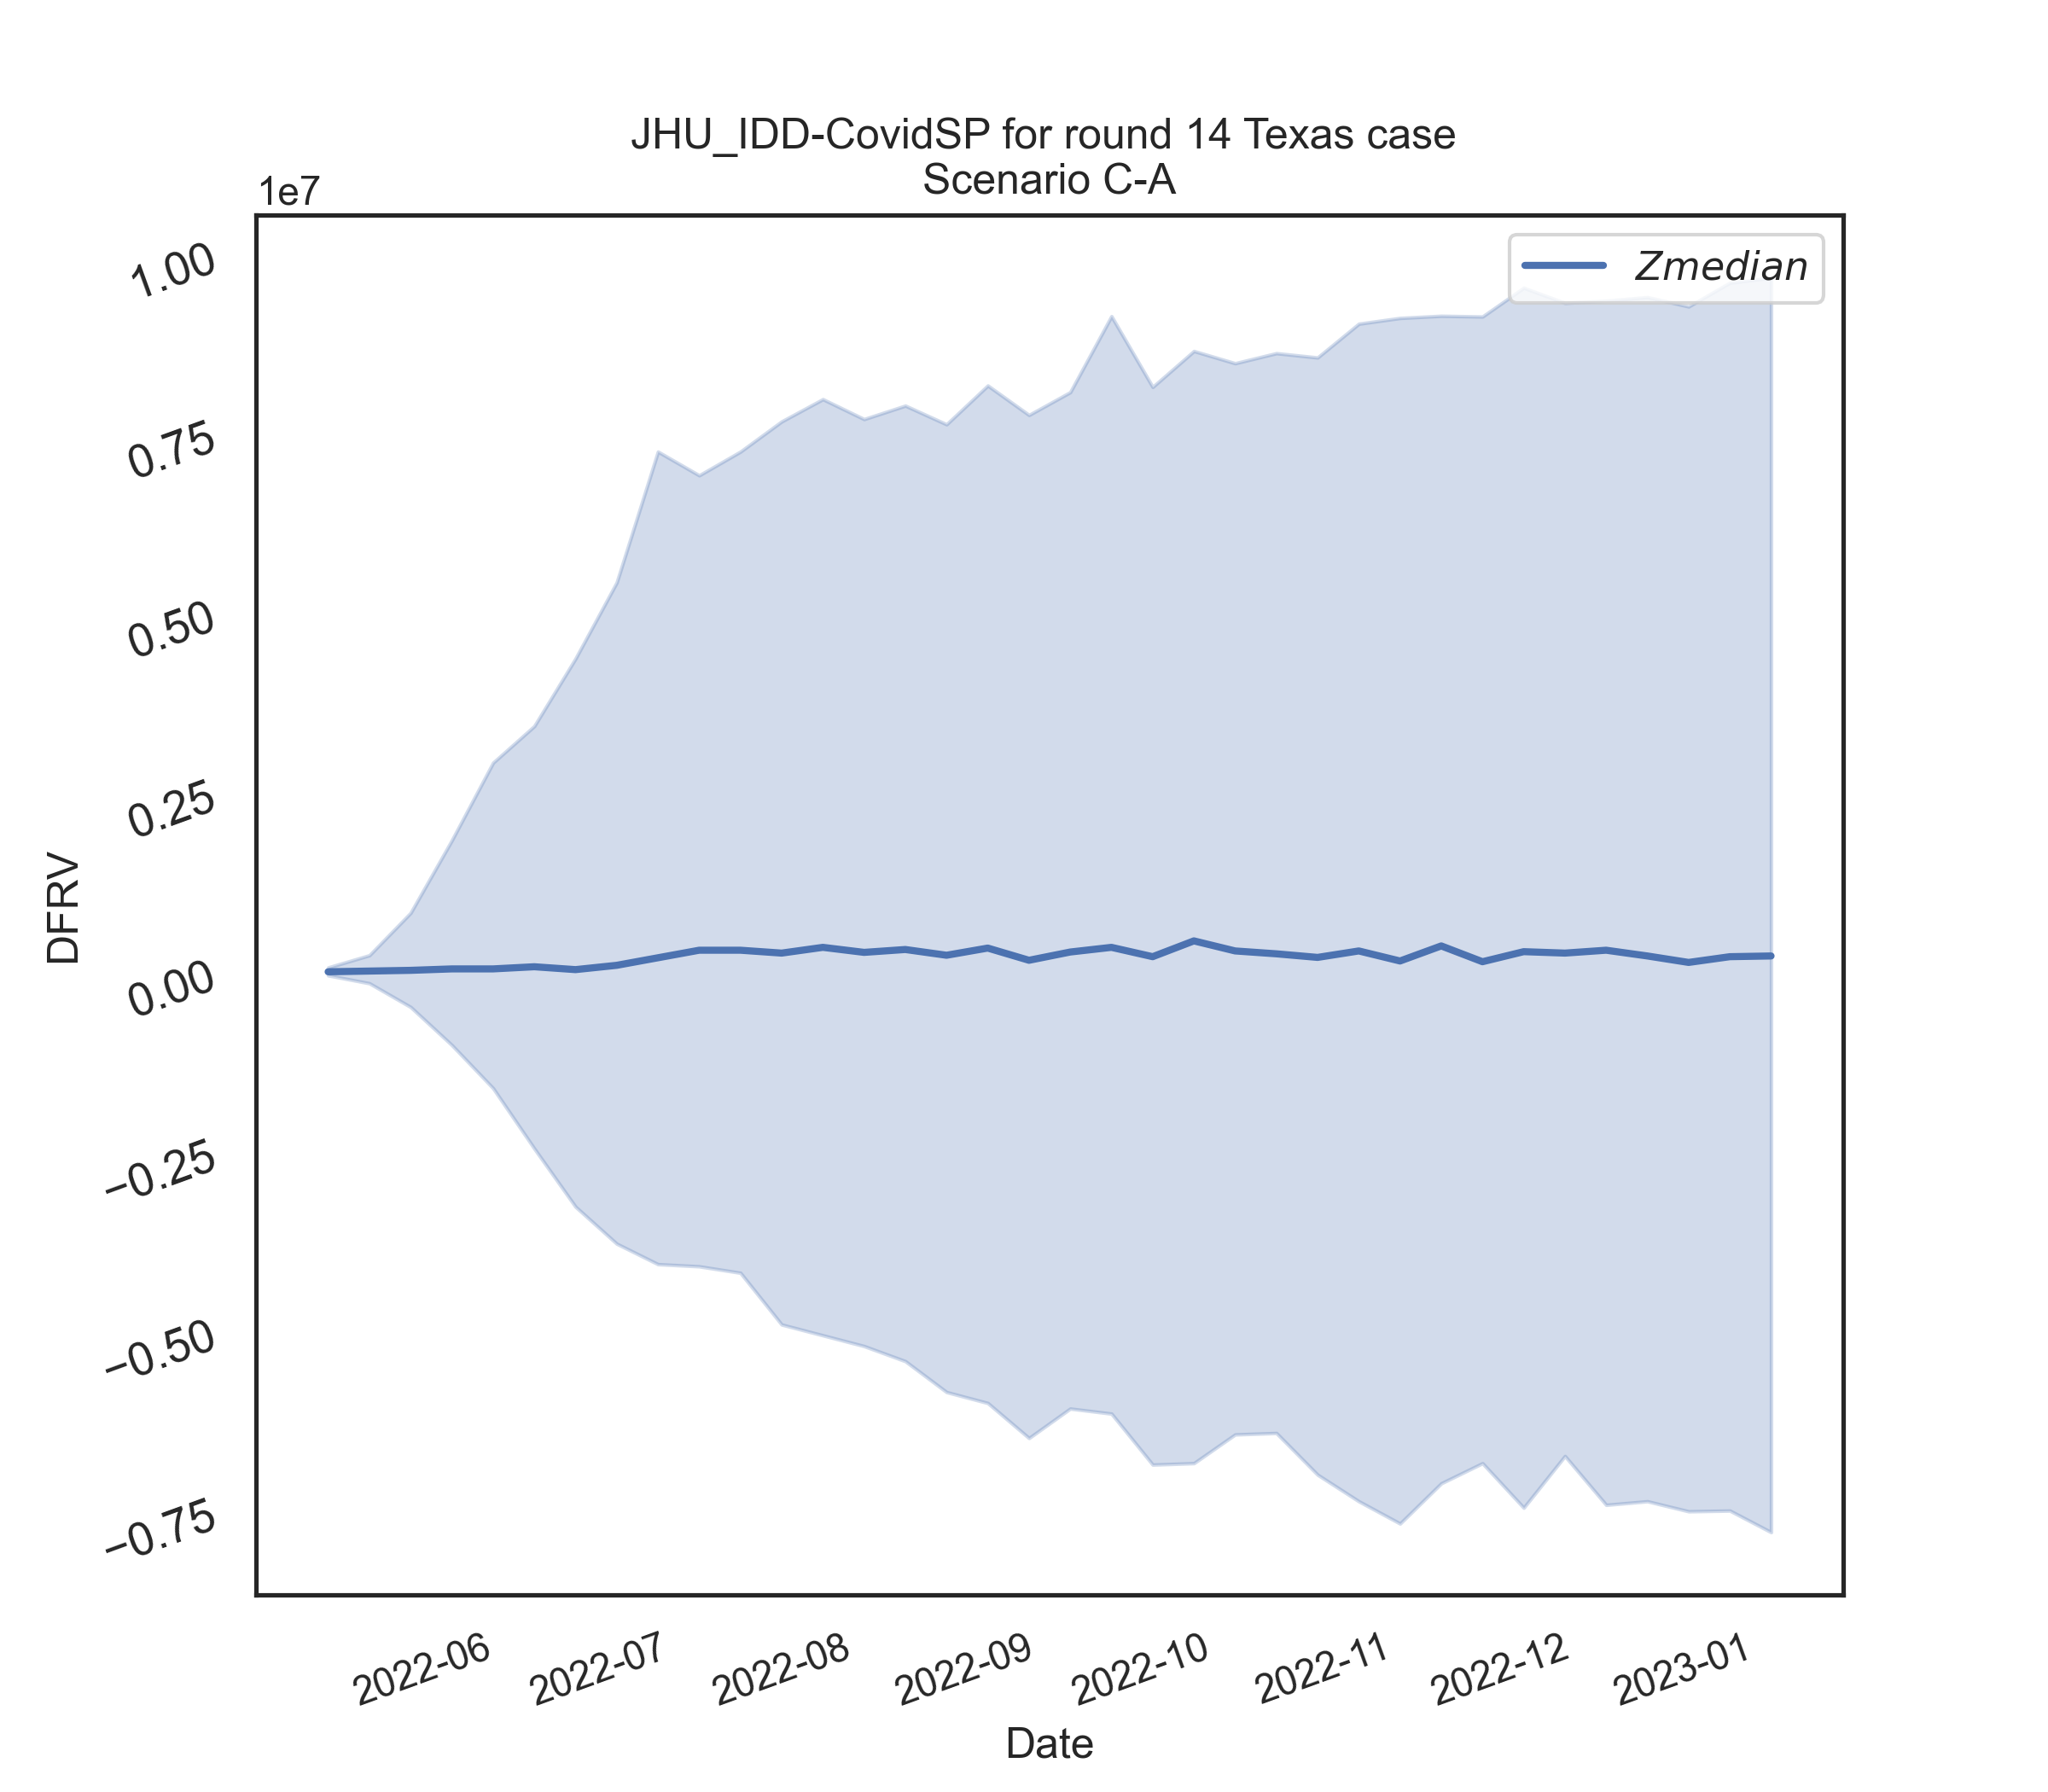 JHU_IDD-CovidSP for round 14 Texas case
Scenario C-A
1e7
Zmedian
1.00
0.75
0.50
0.25
0.00
−0.25
−0.50
−0.75
DFRV
2022-06
2022-07
2022-08
2022-09
2022-10
2022-11
2022-12
2023-01
Date